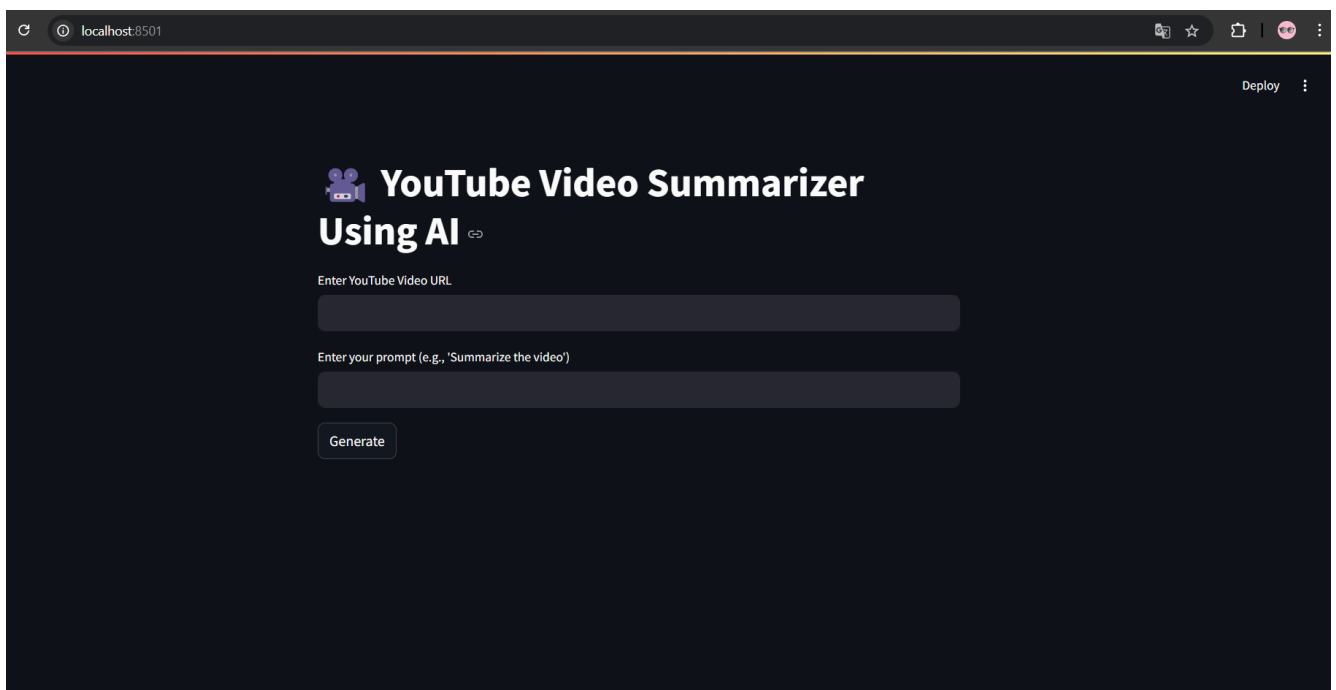 localhost:8501
Deploy
🎥 YouTube Video Summarizer
Using AI
Enter YouTube Video URL
Enter your prompt (e.g., 'Summarize the video')
Generate